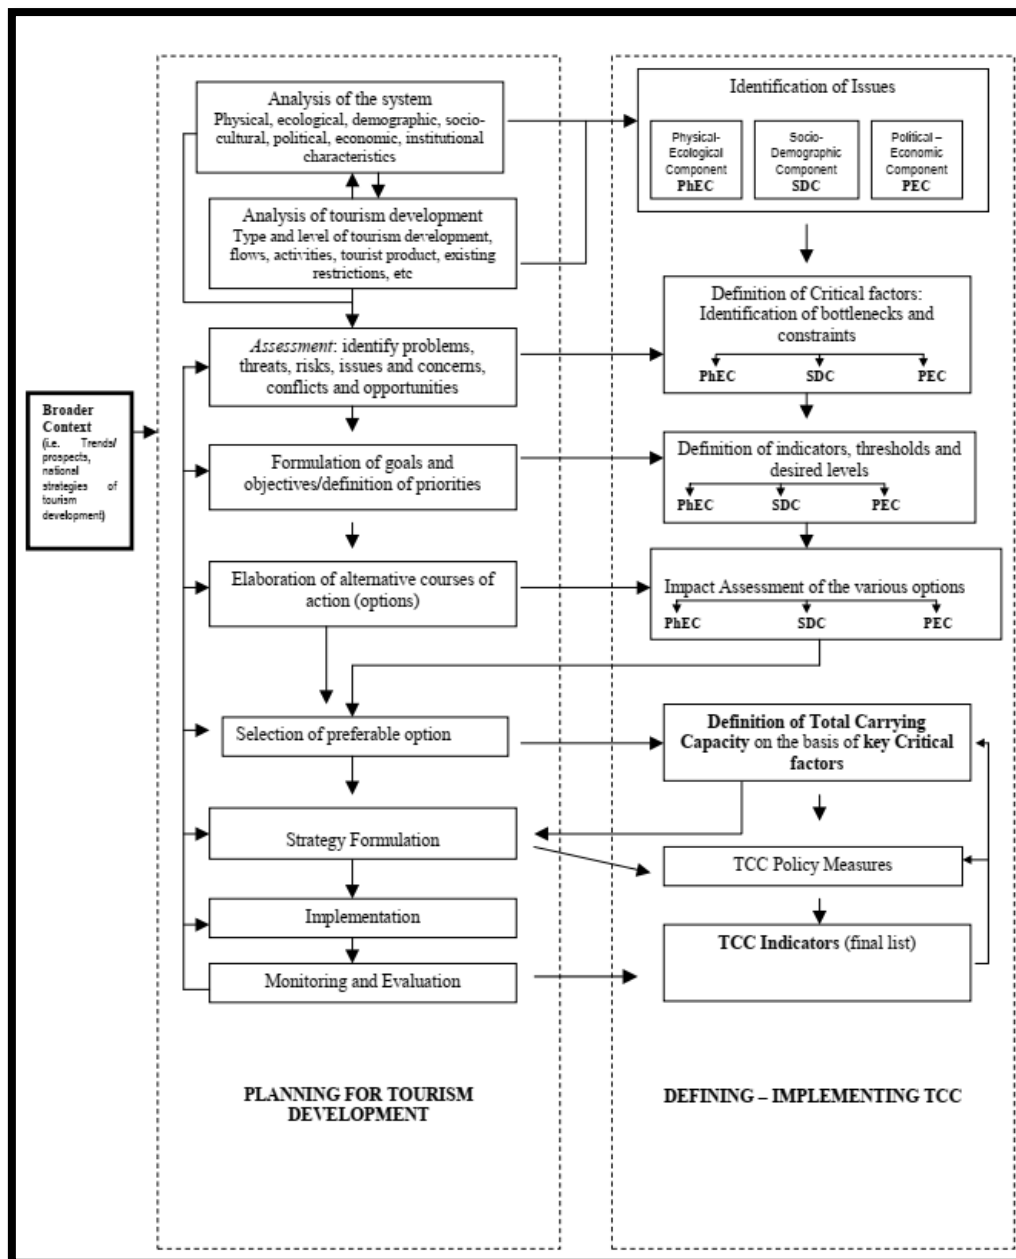 Analysis of the system
Physical, ecological, demographic, socio-
cultural, political, economic, institutional
characteristics
Analysis of tourism development
Type and level of tourism development,
flows, activities, tourist product, existing
restrictions, etc
Assessment: identify problems,
threats, risks, issues and concerns,
conflicts and opportunities
Broader
Context
(i.e. Trends/
prospects,
national
strategies of
tourism
development)
Formulation of goals and
objectives/definition of priorities
Elaboration of alternative courses of
action (options)
Selection of preferable option
Strategy Formulation
Implementation
Monitoring and Evaluation
PLANNING FOR TOURISM
DEVELOPMENT
Identification of Issues
Physical-
Ecological
Component
PhEC
Socio-
Demographic
Component
SDC
Political –
Economic
Component
PEC
Definition of Critical factors:
Identification of bottlenecks and
constraints
PhEC SDC PEC
Definition of indicators, thresholds and
desired levels
PhEC SDC PEC
Impact Assessment of the various options
PhEC SDC PEC
Definition of Total Carrying
Capacity on the basis of key Critical
factors
TCC Policy Measures
TCC Indicators (final list)
DEFINING – IMPLEMENTING TCC